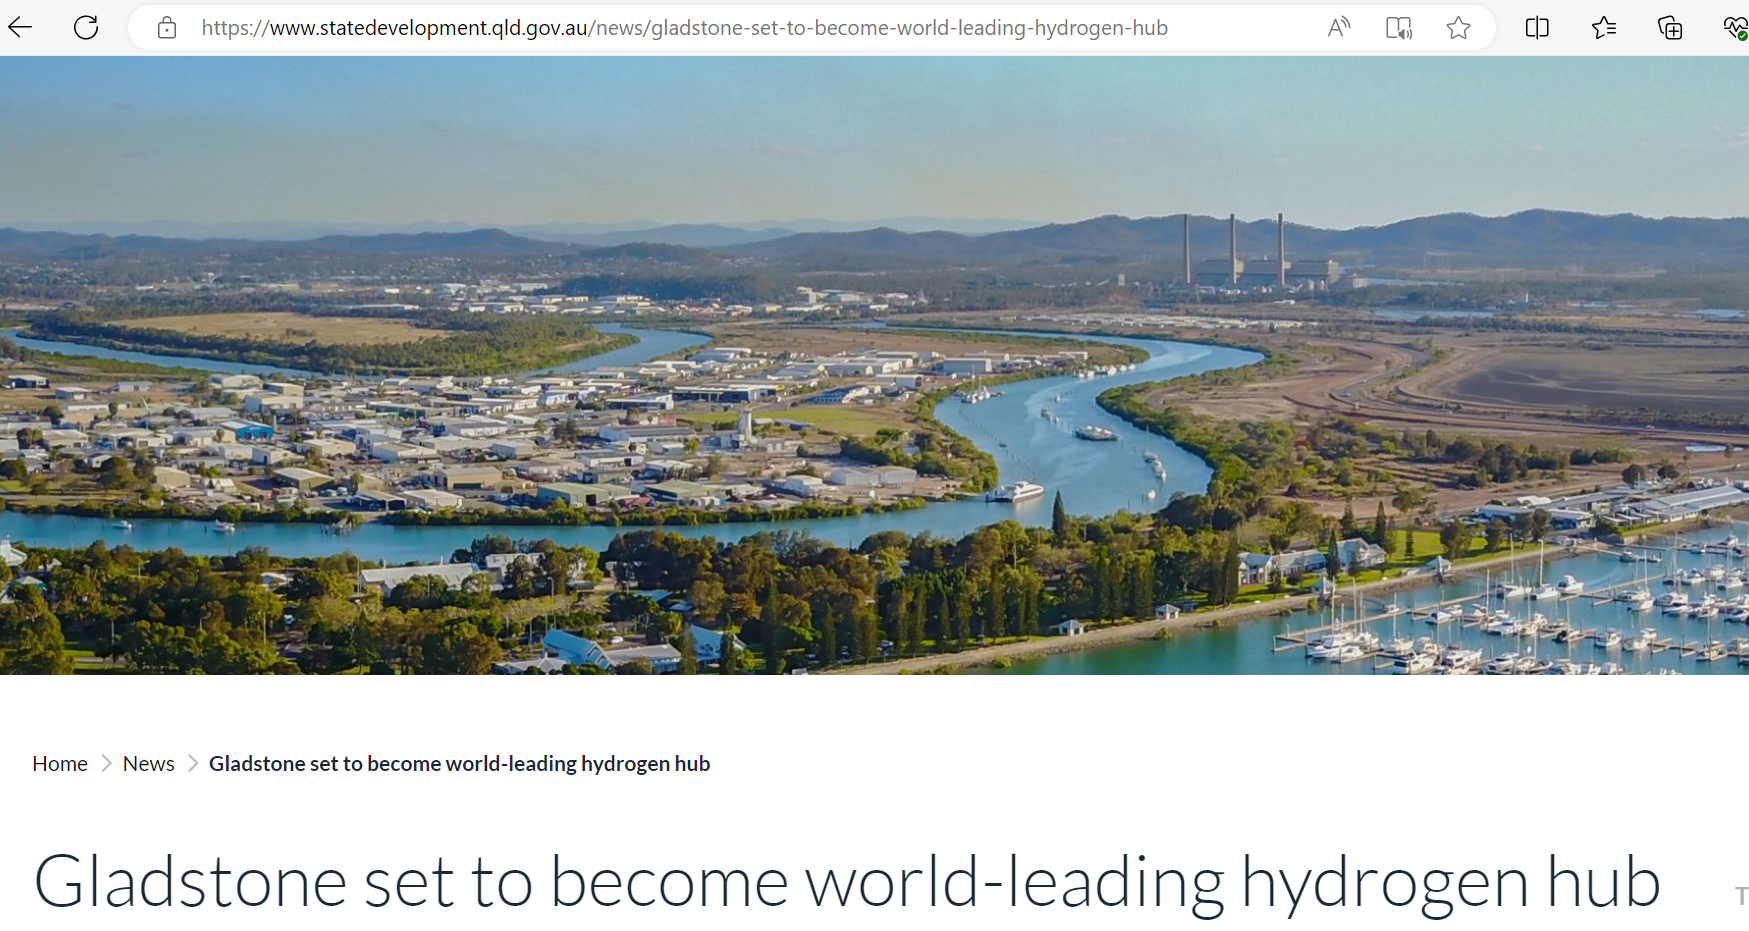 https://www.statedevelopment.qld.gov.au/news/gladstone-set-to-become-world-leading-hydrogen-hub
Home > News > Gladstone set to become world-leading hydrogen hub
Gladstone set to become world-leading hydrogen hub
T